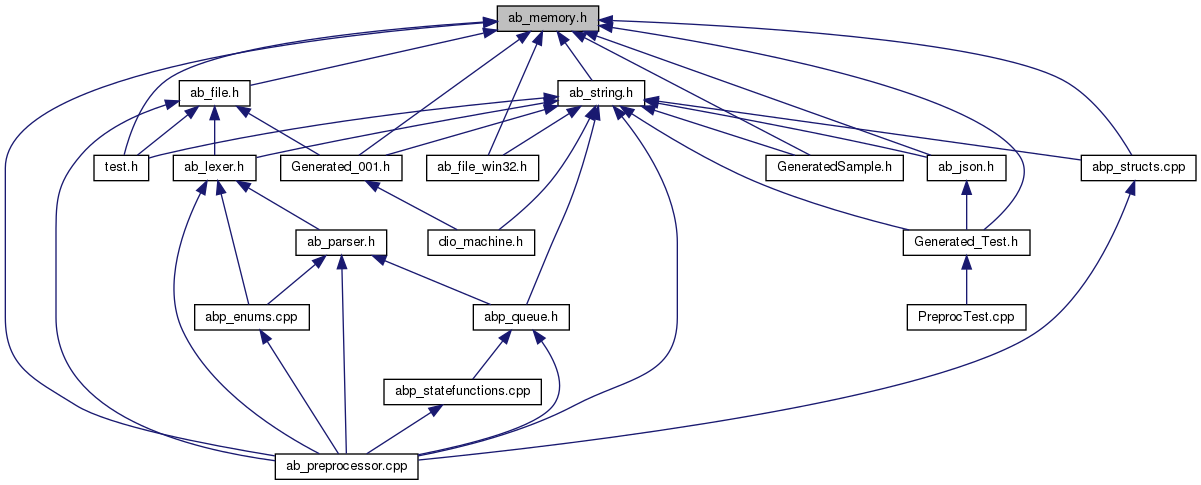 ab_memory.h
ab_file.h
ab_string.h
test.h
ab_lexer.h
Generated_001.h
ab_file_win32.h
GeneratedSample.h
ab_json.h
abp_structs.cpp
ab_parser.h
dio_machine.h
Generated_Test.h
abp_enums.cpp
abp_queue.h
PreprocTest.cpp
abp_statefunctions.cpp
ab_preprocessor.cpp